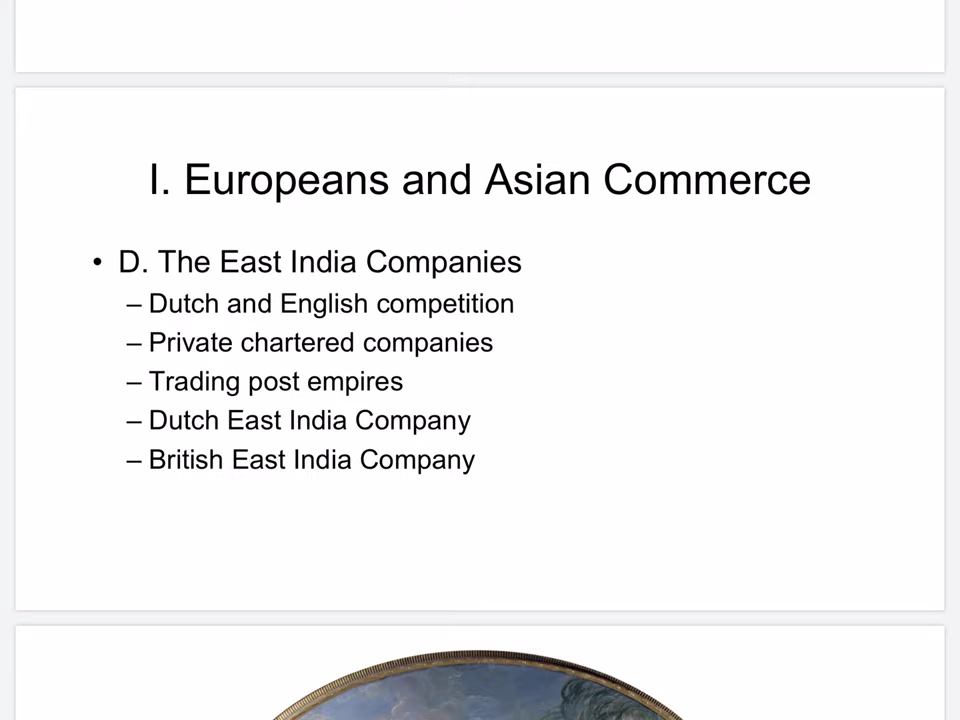 I. Europeans and Asian Commerce
• D. The East India Companies
– Dutch and English competition
– Private chartered companies
– Trading post empires
– Dutch East India Company
– British East India Company